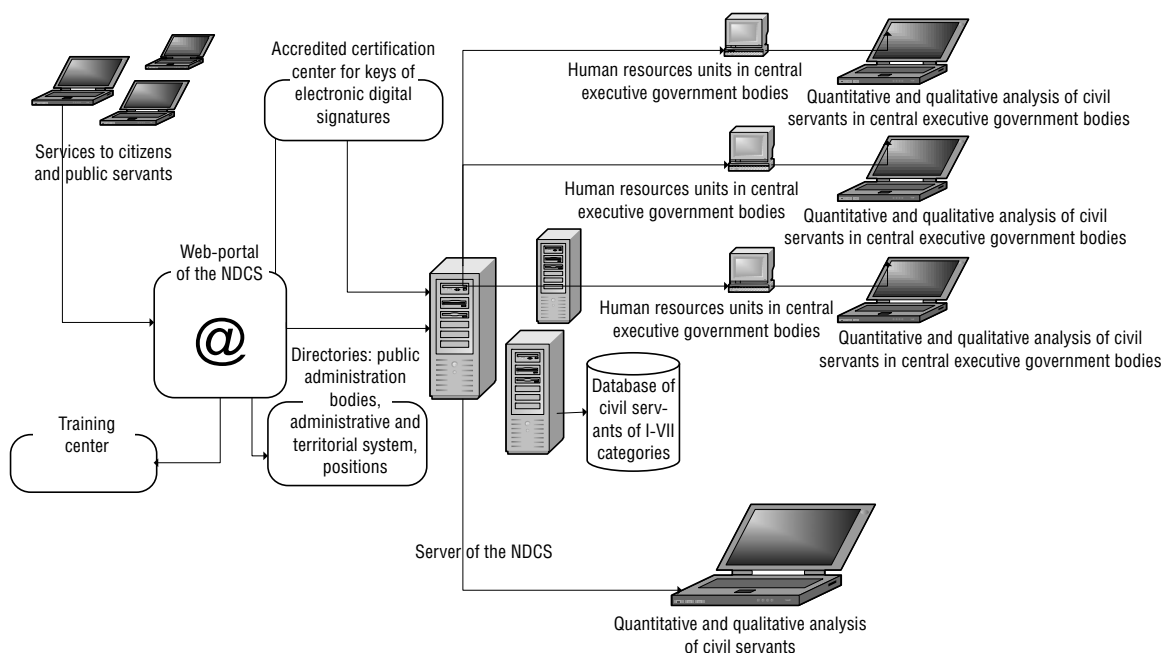 Accredited certification
center for keys of
electronic digital
signatures
Services to citizens
and public servants
Human resources units in central
executive government bodies
Quantitative and qualitative analysis of civil
servants in central executive government bodies
Human resources units in central
executive government bodies
Quantitative and qualitative analysis of civil
servants in central executive government bodies
Web-portal
of the NDCS
@
Human resources units in central
executive government bodies
Quantitative and qualitative analysis of civil
servants in central executive government bodies
Directories: public
administration
bodies,
administrative and
territorial system,
positions
Database of
civil serv-
ants of I-VII
categories
Training
center
Server of the NDCS
Quantitative and qualitative analysis
of civil servants